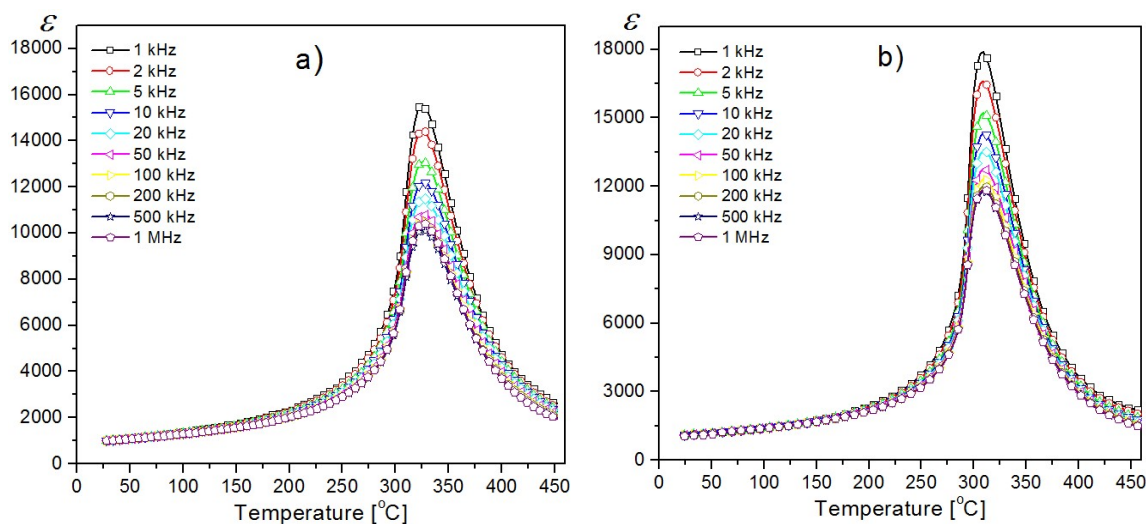 ε
a)
18000
16000
14000
12000
10000
8000
6000
4000
2000
0
1 kHz
2 kHz
5 kHz
10 kHz
20 kHz
50 kHz
100 kHz
200 kHz
500 kHz
1 MHz
0 50 100 150 200 250 300 350 400 450
Temperature [°C]
ε
b)
18000
15000
12000
9000
6000
3000
0
1 kHz
2 kHz
5 kHz
10 kHz
20 kHz
50 kHz
100 kHz
200 kHz
500 kHz
1 MHz
0 50 100 150 200 250 300 350 400 450
Temperature [°C]